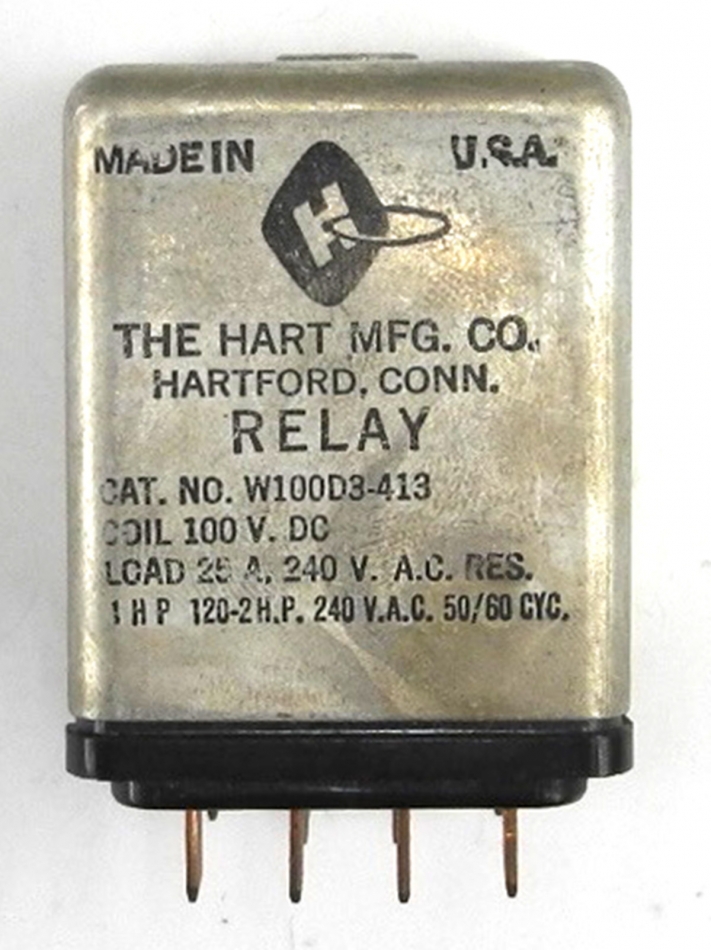 MADE IN U.S.A.
H
THE HART MFG. CO.
HARTFORD, CONN.
RELAY
CAT. NO. W100D3-413
COIL 100 V. DC
LOAD 25 A, 240 V. A.C. RES.
1 H P 120-2 H.P. 240 V.A.C. 50/60 CYC.